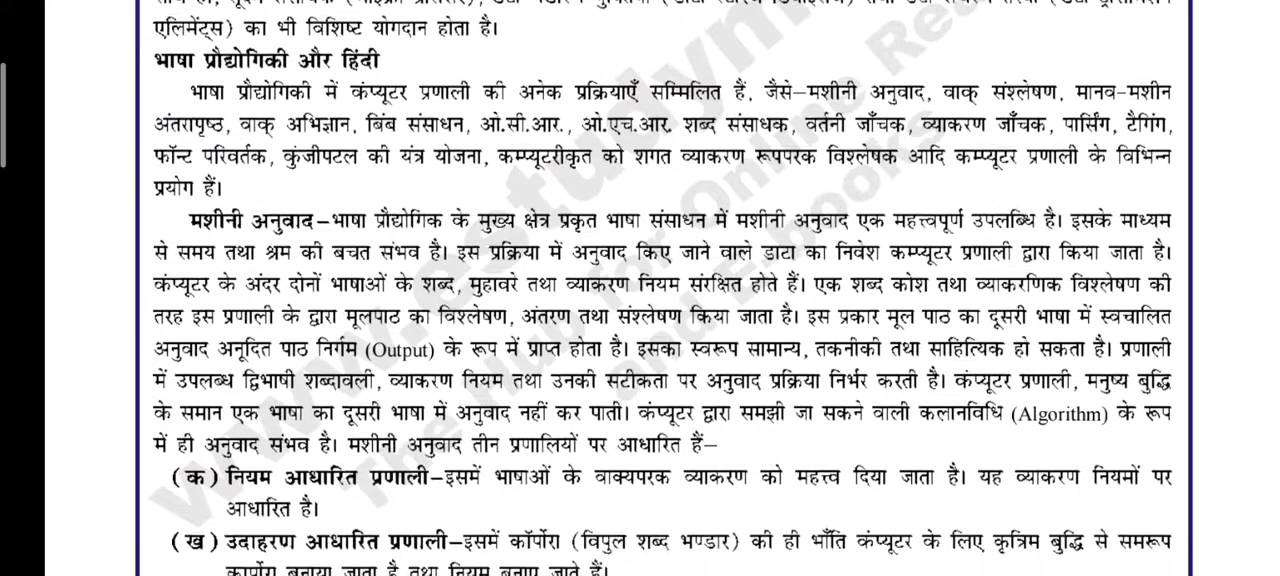 एलिमेंट्स) का भी विशिष्ट योगदान होता है।
भाषा प्रौद्योगिकी और हिंदी
भाषा प्रौद्योगिकी में कंप्यूटर प्रणाली की अनेक प्रक्रियाएँ सम्मिलित हैं, जैसे–मशीनी अनुवाद, वाक् संश्लेषण, मानव-मशीन
अंतरापृष्ठ, वाक् अभिज्ञान, बिंब संसाधन, ओ.सी.आर., ओ.एच.आर. शब्द संसाधक, वर्तनी जाँचक, व्याकरण जाँचक, पार्सिंग, टैगिंग,
फॉन्ट परिवर्तक, कुंजीपटल की यंत्र योजना, कम्प्यूटरीकृत को शगत व्याकरण रूपपरक विश्लेषक आदि कम्प्यूटर प्रणाली के विभिन्न
प्रयोग हैं।
मशीनी अनुवाद–भाषा प्रौद्योगिक के मुख्य क्षेत्र प्रकृत भाषा संसाधन में मशीनी अनुवाद एक महत्त्वपूर्ण उपलब्धि है। इसके माध्यम
से समय तथा श्रम की बचत संभव है। इस प्रक्रिया में अनुवाद किए जाने वाले डाटा का निवेश कम्प्यूटर प्रणाली द्वारा किया जाता है।
कंप्यूटर के अंदर दोनों भाषाओं के शब्द, मुहावरे तथा व्याकरण नियम संरक्षित होते हैं। एक शब्द कोश तथा व्याकरणिक विश्लेषण की
तरह इस प्रणाली के द्वारा मूलपाठ का विश्लेषण, अंतरण तथा संश्लेषण किया जाता है। इस प्रकार मूल पाठ का दूसरी भाषा में स्वचालित
अनुवाद अनूदित पाठ निर्गम (Output) के रूप में प्राप्त होता है। इसका स्वरूप सामान्य, तकनीकी तथा साहित्यिक हो सकता है। प्रणाली
में उपलब्ध द्विभाषी शब्दावली, व्याकरण नियम तथा उनकी सटीकता पर अनुवाद प्रक्रिया निर्भर करती है। कंप्यूटर प्रणाली, मनुष्य बुद्धि
के समान एक भाषा का दूसरी भाषा में अनुवाद नहीं कर पाती। कंप्यूटर द्वारा समझी जा सकने वाली कलानविधि (Algorithm) के रूप
में ही अनुवाद संभव है। मशीनी अनुवाद तीन प्रणालियों पर आधारित हैं–
(क) नियम आधारित प्रणाली–इसमें भाषाओं के वाक्यपरक व्याकरण को महत्त्व दिया जाता है। यह व्याकरण नियमों पर
आधारित है।
(ख) उदाहरण आधारित प्रणाली–इसमें कॉर्पोरा (विपुल शब्द भण्डार) की ही भाँति कंप्यूटर के लिए कृत्रिम बुद्धि से समरूप
कार्पोरा बनाया जाता है तथा नियम बनाए जाते हैं।